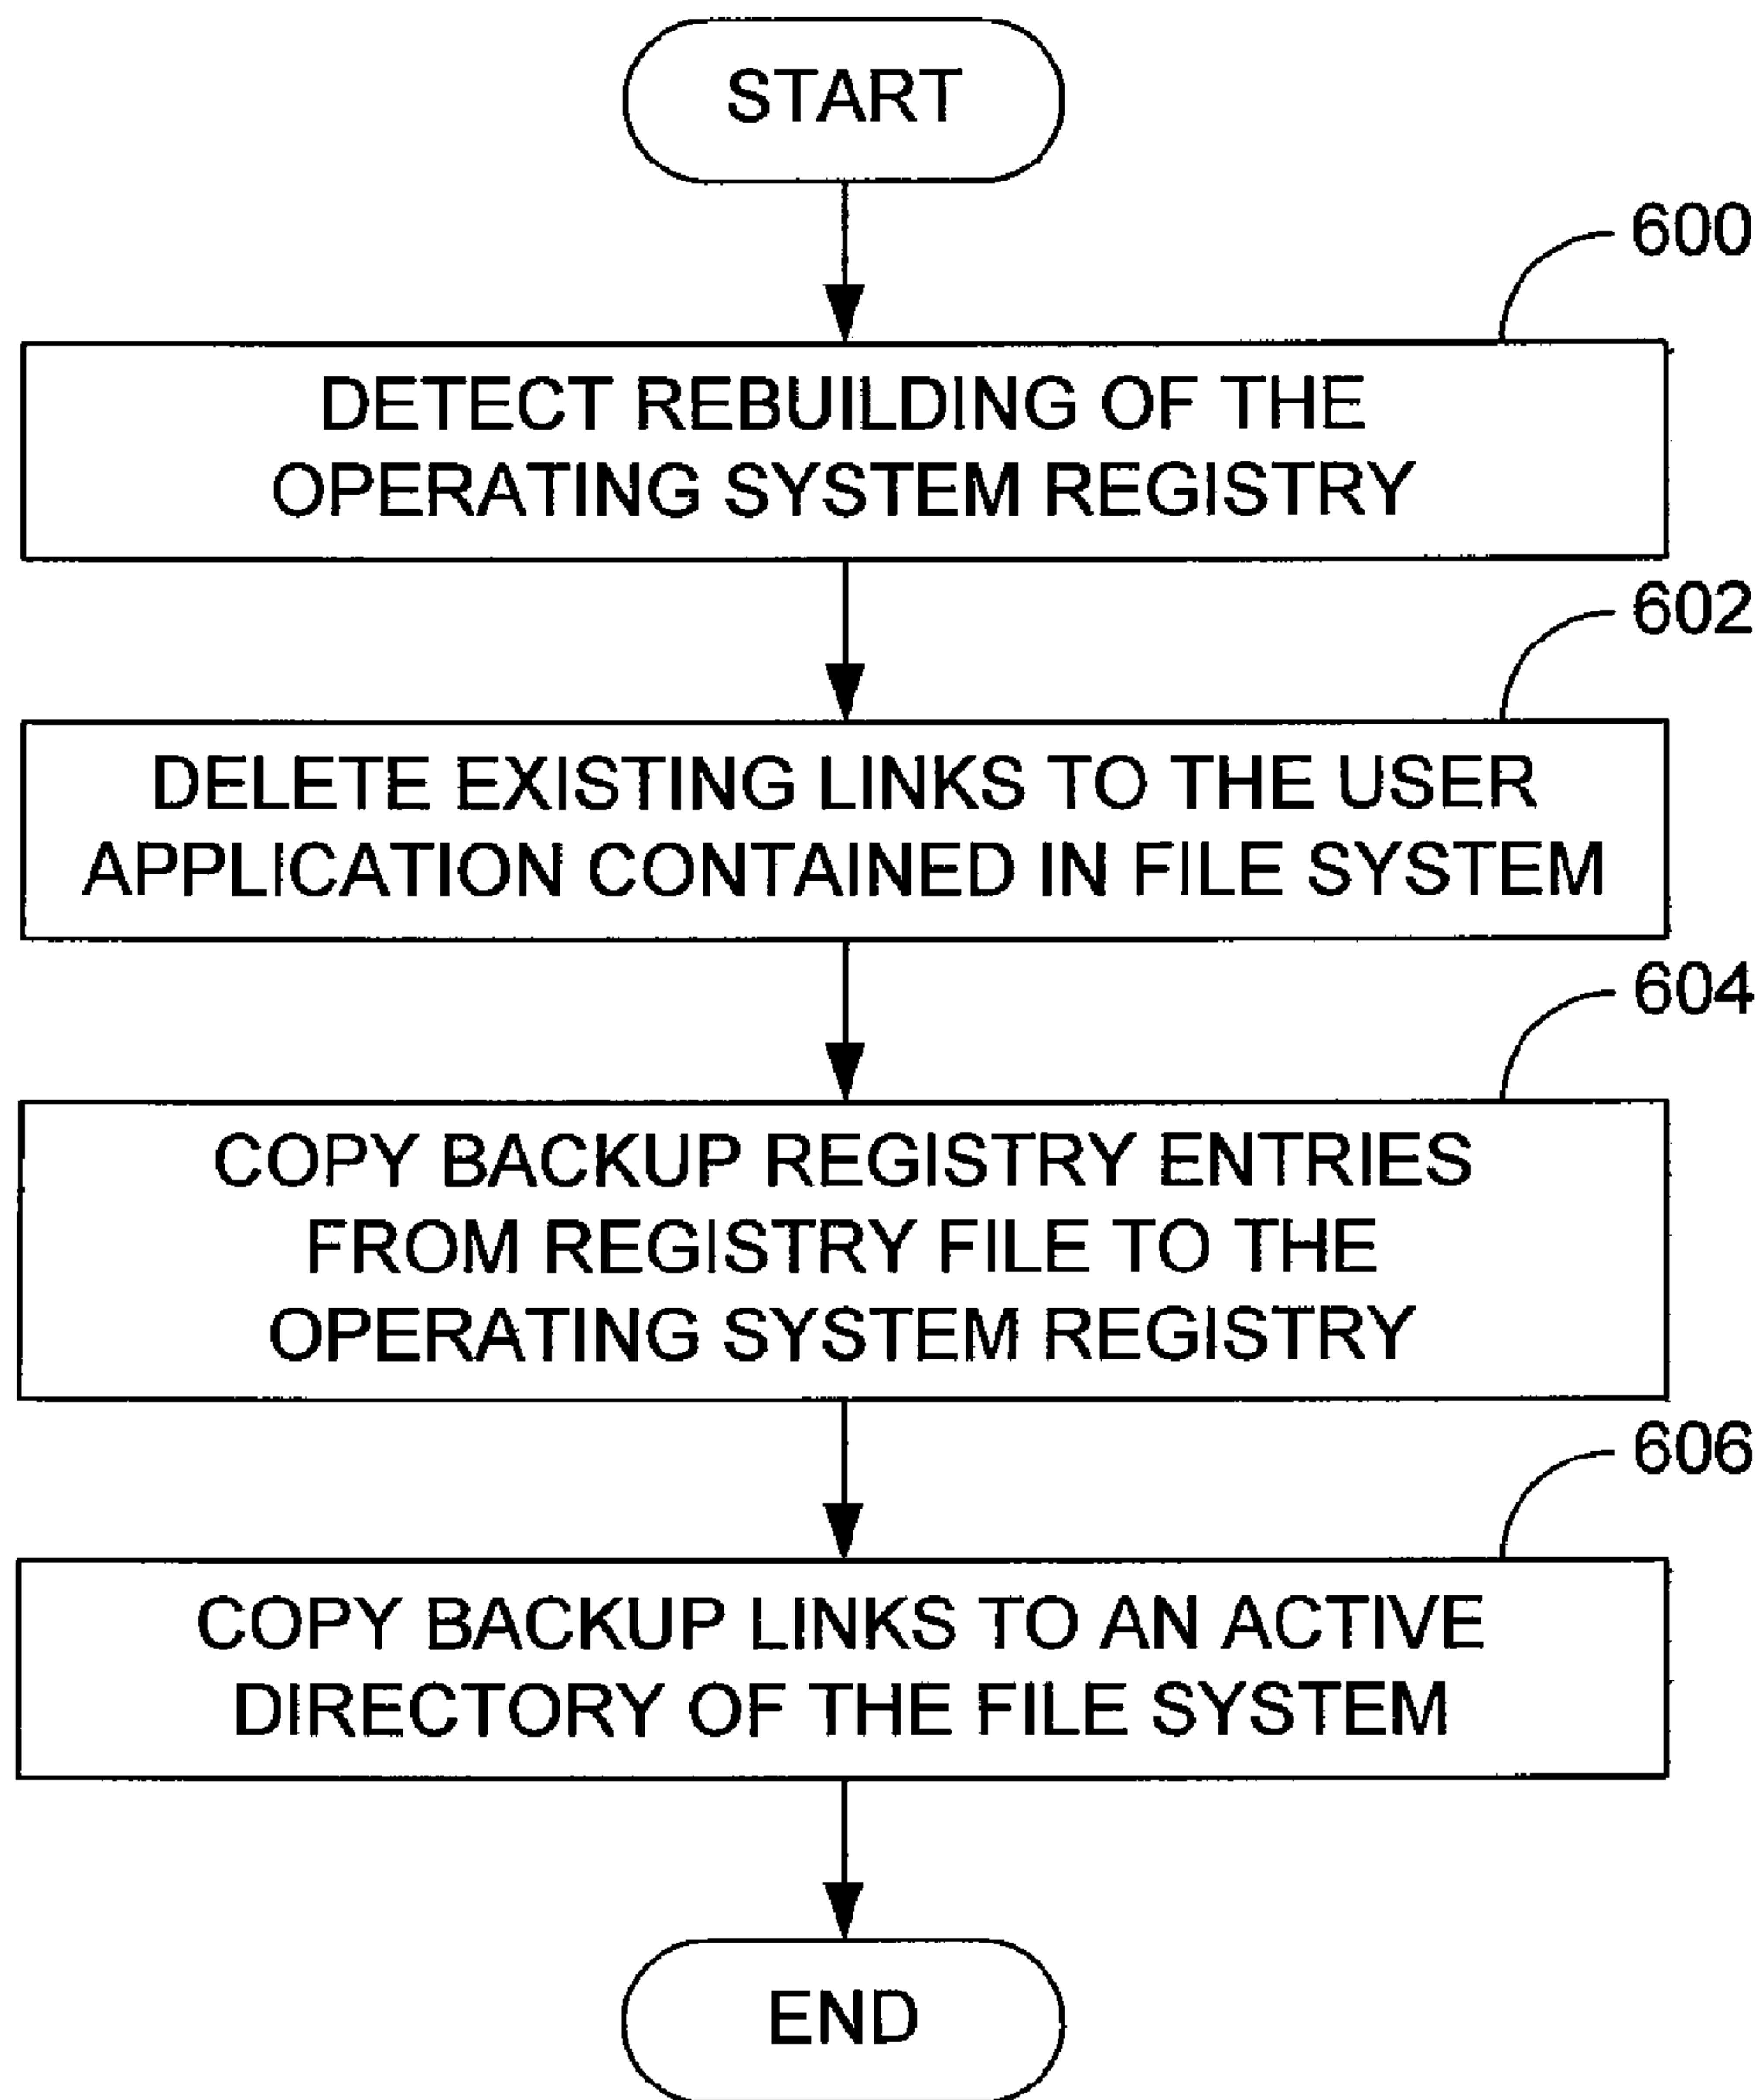 START
600
DETECT REBUILDING OF THE
OPERATING SYSTEM REGISTRY
602
DELETE EXISTING LINKS TO THE USER
APPLICATION CONTAINED IN FILE SYSTEM
604
COPY BACKUP REGISTRY ENTRIES
FROM REGISTRY FILE TO THE
OPERATING SYSTEM REGISTRY
606
COPY BACKUP LINKS TO AN ACTIVE
DIRECTORY OF THE FILE SYSTEM
END